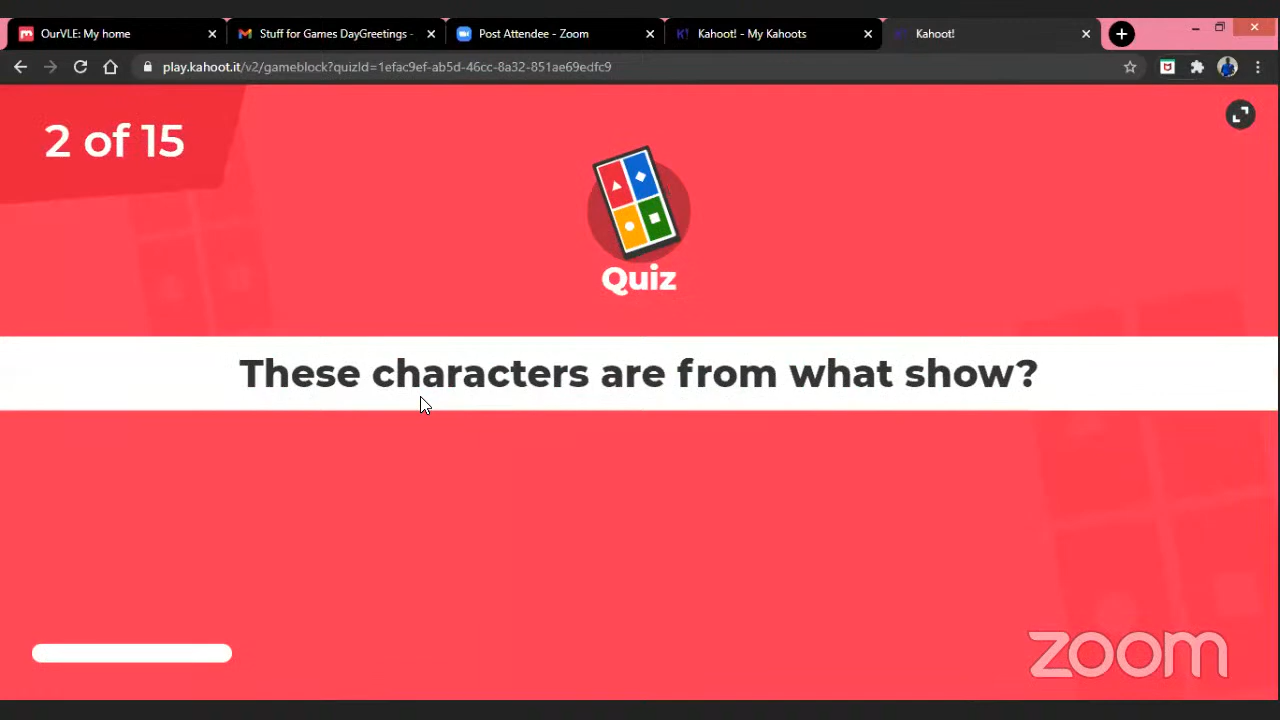 OurVLE: My home
Stuff for Games DayGreetings -
Post Attendee - Zoom
Kahoot! - My Kahoots
Kahoot!
play.kahoot.it/v2/gameblock?quizId=1efac9ef-ab5d-46cc-8a32-851ae69edfc9
2 of 15
Quiz
These characters are from what show?
zoom